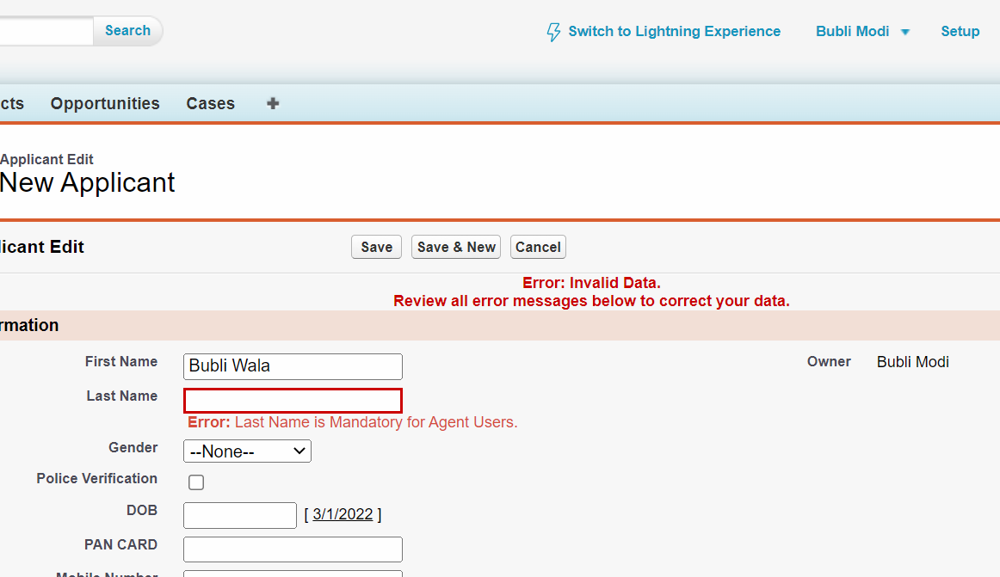 Search
Switch to Lightning Experience Bubli Modi Setup
cts Opportunities Cases
Applicant Edit
New Applicant
licant Edit Save Save & New Cancel
Error: Invalid Data.
Review all error messages below to correct your data.
rmation
First Name Bubli Wala Owner Bubli Modi
Last Name
Error: Last Name is Mandatory for Agent Users.
Gender --None--
Police Verification
DOB [ 3/1/2022 ]
PAN CARD
Mobile Number